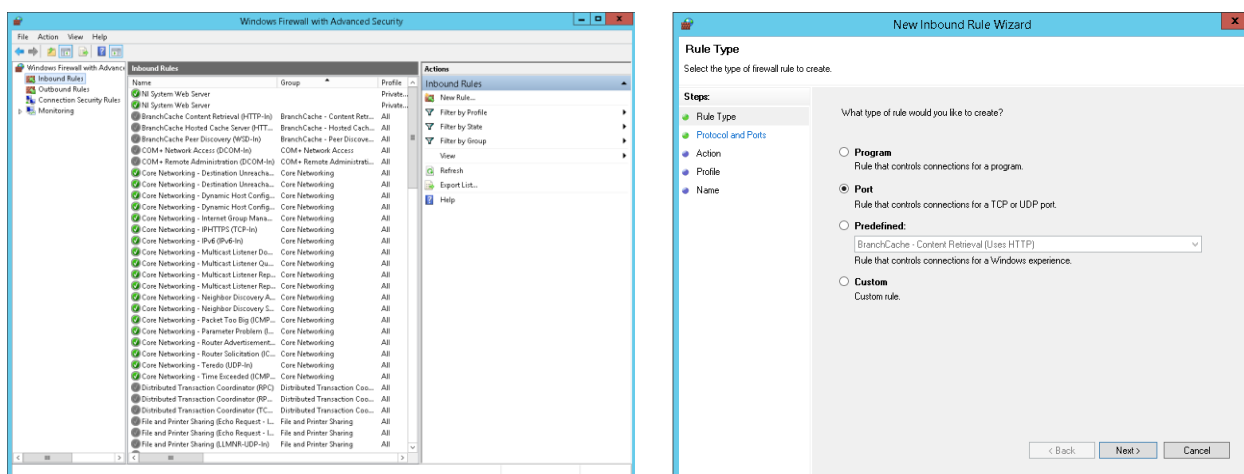 Windows Firewall with Advanced Security
File Action View Help
Windows Firewall with Advance
Inbound Rules
Outbound Rules
Connection Security Rules
Monitoring
Inbound Rules
Name Group Profile
NI System Web Server Private...
NI System Web Server Private...
BranchCache Content Retrieval (HTTP-In) BranchCache - Content Retr... All
BranchCache Hosted Cache Server (HTT... BranchCache - Hosted Cach... All
BranchCache Peer Discovery (WSD-In) BranchCache - Peer Discove... All
COM+ Network Access (DCOM-In) COM+ Network Access All
COM+ Remote Administration (DCOM-In) COM+ Remote Administrati... All
Core Networking - Destination Unreacha... Core Networking All
Core Networking - Destination Unreacha... Core Networking All
Core Networking - Dynamic Host Config... Core Networking All
Core Networking - Dynamic Host Config... Core Networking All
Core Networking - Internet Group Mana... Core Networking All
Core Networking - IPHTTPS (TCP-In) Core Networking All
Core Networking - IPv6 (IPv6-In) Core Networking All
Core Networking - Multicast Listener Do... Core Networking All
Core Networking - Multicast Listener Qu... Core Networking All
Core Networking - Multicast Listener Rep... Core Networking All
Core Networking - Multicast Listener Rep... Core Networking All
Core Networking - Neighbor Discovery A... Core Networking All
Core Networking - Neighbor Discovery S... Core Networking All
Core Networking - Packet Too Big (ICMP... Core Networking All
Core Networking - Parameter Problem (I... Core Networking All
Core Networking - Router Advertisement... Core Networking All
Core Networking - Router Solicitation (IC... Core Networking All
Core Networking - Teredo (UDP-In) Core Networking All
Core Networking - Time Exceeded (ICMP... Core Networking All
Distributed Transaction Coordinator (RPC) Distributed Transaction Coo... All
Distributed Transaction Coordinator (RP... Distributed Transaction Coo... All
Distributed Transaction Coordinator (TC... Distributed Transaction Coo... All
File and Printer Sharing (Echo Request - I... File and Printer Sharing All
File and Printer Sharing (Echo Request - I... File and Printer Sharing All
File and Printer Sharing (LLMNR-UDP-In) File and Printer Sharing All
Actions
Inbound Rules
New Rule...
Filter by Profile
Filter by State
Filter by Group
View
Refresh
Export List...
Help
New Inbound Rule Wizard
Rule Type
Select the type of firewall rule to create.
Steps:
Rule Type
Protocol and Ports
Action
Profile
Name
What type of rule would you like to create?
Program
Rule that controls connections for a program.
Port
Rule that controls connections for a TCP or UDP port.
Predefined:
BranchCache - Content Retrieval (Uses HTTP)
Rule that controls connections for a Windows experience.
Custom
Custom rule.
< Back Next > Cancel